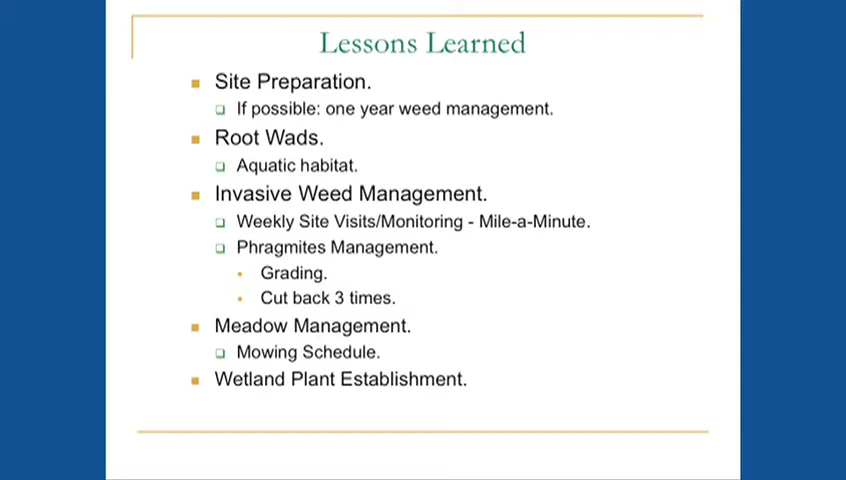 Lessons Learned
Site Preparation.
If possible: one year weed management.
Root Wads.
Aquatic habitat.
Invasive Weed Management.
Weekly Site Visits/Monitoring - Mile-a-Minute.
Phragmites Management.
Grading.
Cut back 3 times.
Meadow Management.
Mowing Schedule.
Wetland Plant Establishment.